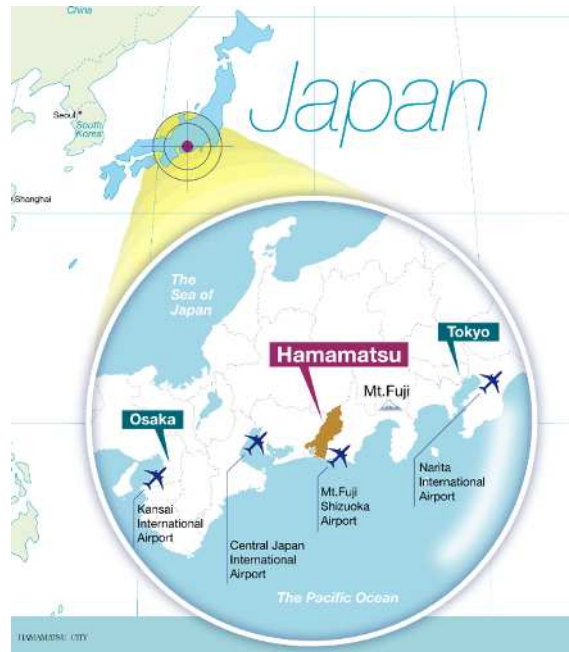 China
Japan
Seoul
South
Korea
Shanghai
The
Sea of
Japan
Tokyo
Hamamatsu
Mt.Fuji
Osaka
Narita
International
Airport
Mt.Fuji
Shizuoka
Airport
Kansai
International
Airport
Central Japan
International
Airport
The Pacific Ocean
HAMAMATSU CITY